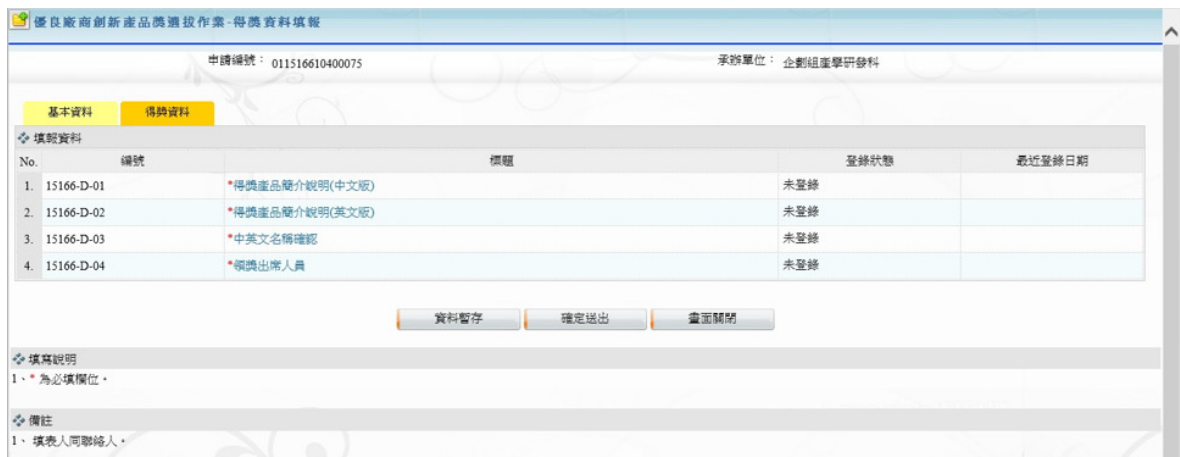 優良廠商創新產品獎選拔作業-得獎資料填報
申請編號： 011516610400075 承辦單位： 企劃組產學研發科
基本資料 得獎資料
填報資料
No. 編號 標題 登錄狀態 最近登錄日期
1. 15166-D-01 *得獎產品簡介說明(中文版) 未登錄
2. 15166-D-02 *得獎產品簡介說明(英文版) 未登錄
3. 15166-D-03 *中英文名稱確認 未登錄
4. 15166-D-04 *領獎出席人員 未登錄
資料暫存 確定送出 畫面關閉
填寫說明
1、* 為必填欄位。
備註
1、 填表人同聯絡人。